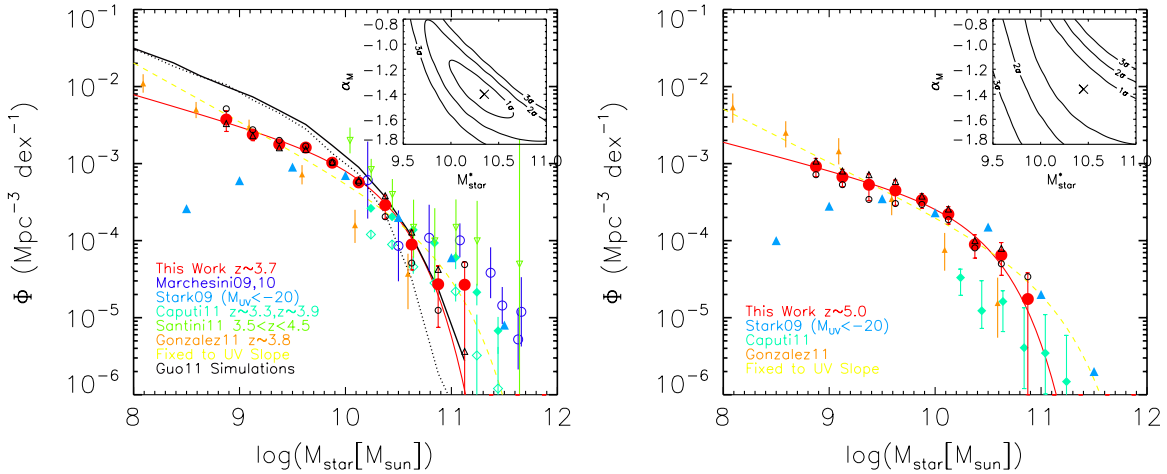 10⁻¹
10⁻²
10⁻³
10⁻⁴
10⁻⁵
10⁻⁶
Φ (Mpc⁻³ dex⁻¹)
8 9 10 11 12
log(M_star[M_sun])
This Work z~3.7
Marchesini09,10
Stark09 (M_UV<-20)
Caputi11 z~3.3,z~3.9
Santini11 3.5<z<4.5
Gonzalez11 z~3.8
Fixed to UV Slope
Guo11 Simulations
-1.0
-1.2
-1.4
-1.6
-1.8
α_M
9.5 10.0 10.5 11.0
M*_star
3σ
1σ
2σ
3σ
10⁻¹
10⁻²
10⁻³
10⁻⁴
10⁻⁵
10⁻⁶
Φ (Mpc⁻³ dex⁻¹)
8 9 10 11 12
log(M_star[M_sun])
This Work z~5.0
Stark09 (M_UV<-20)
Caputi11
Gonzalez11
Fixed to UV Slope
-1.0
-1.2
-1.4
-1.6
-1.8
α_M
9.5 10.0 10.5 11.0
M*_star
3σ
2σ
1σ
2σ
3σ